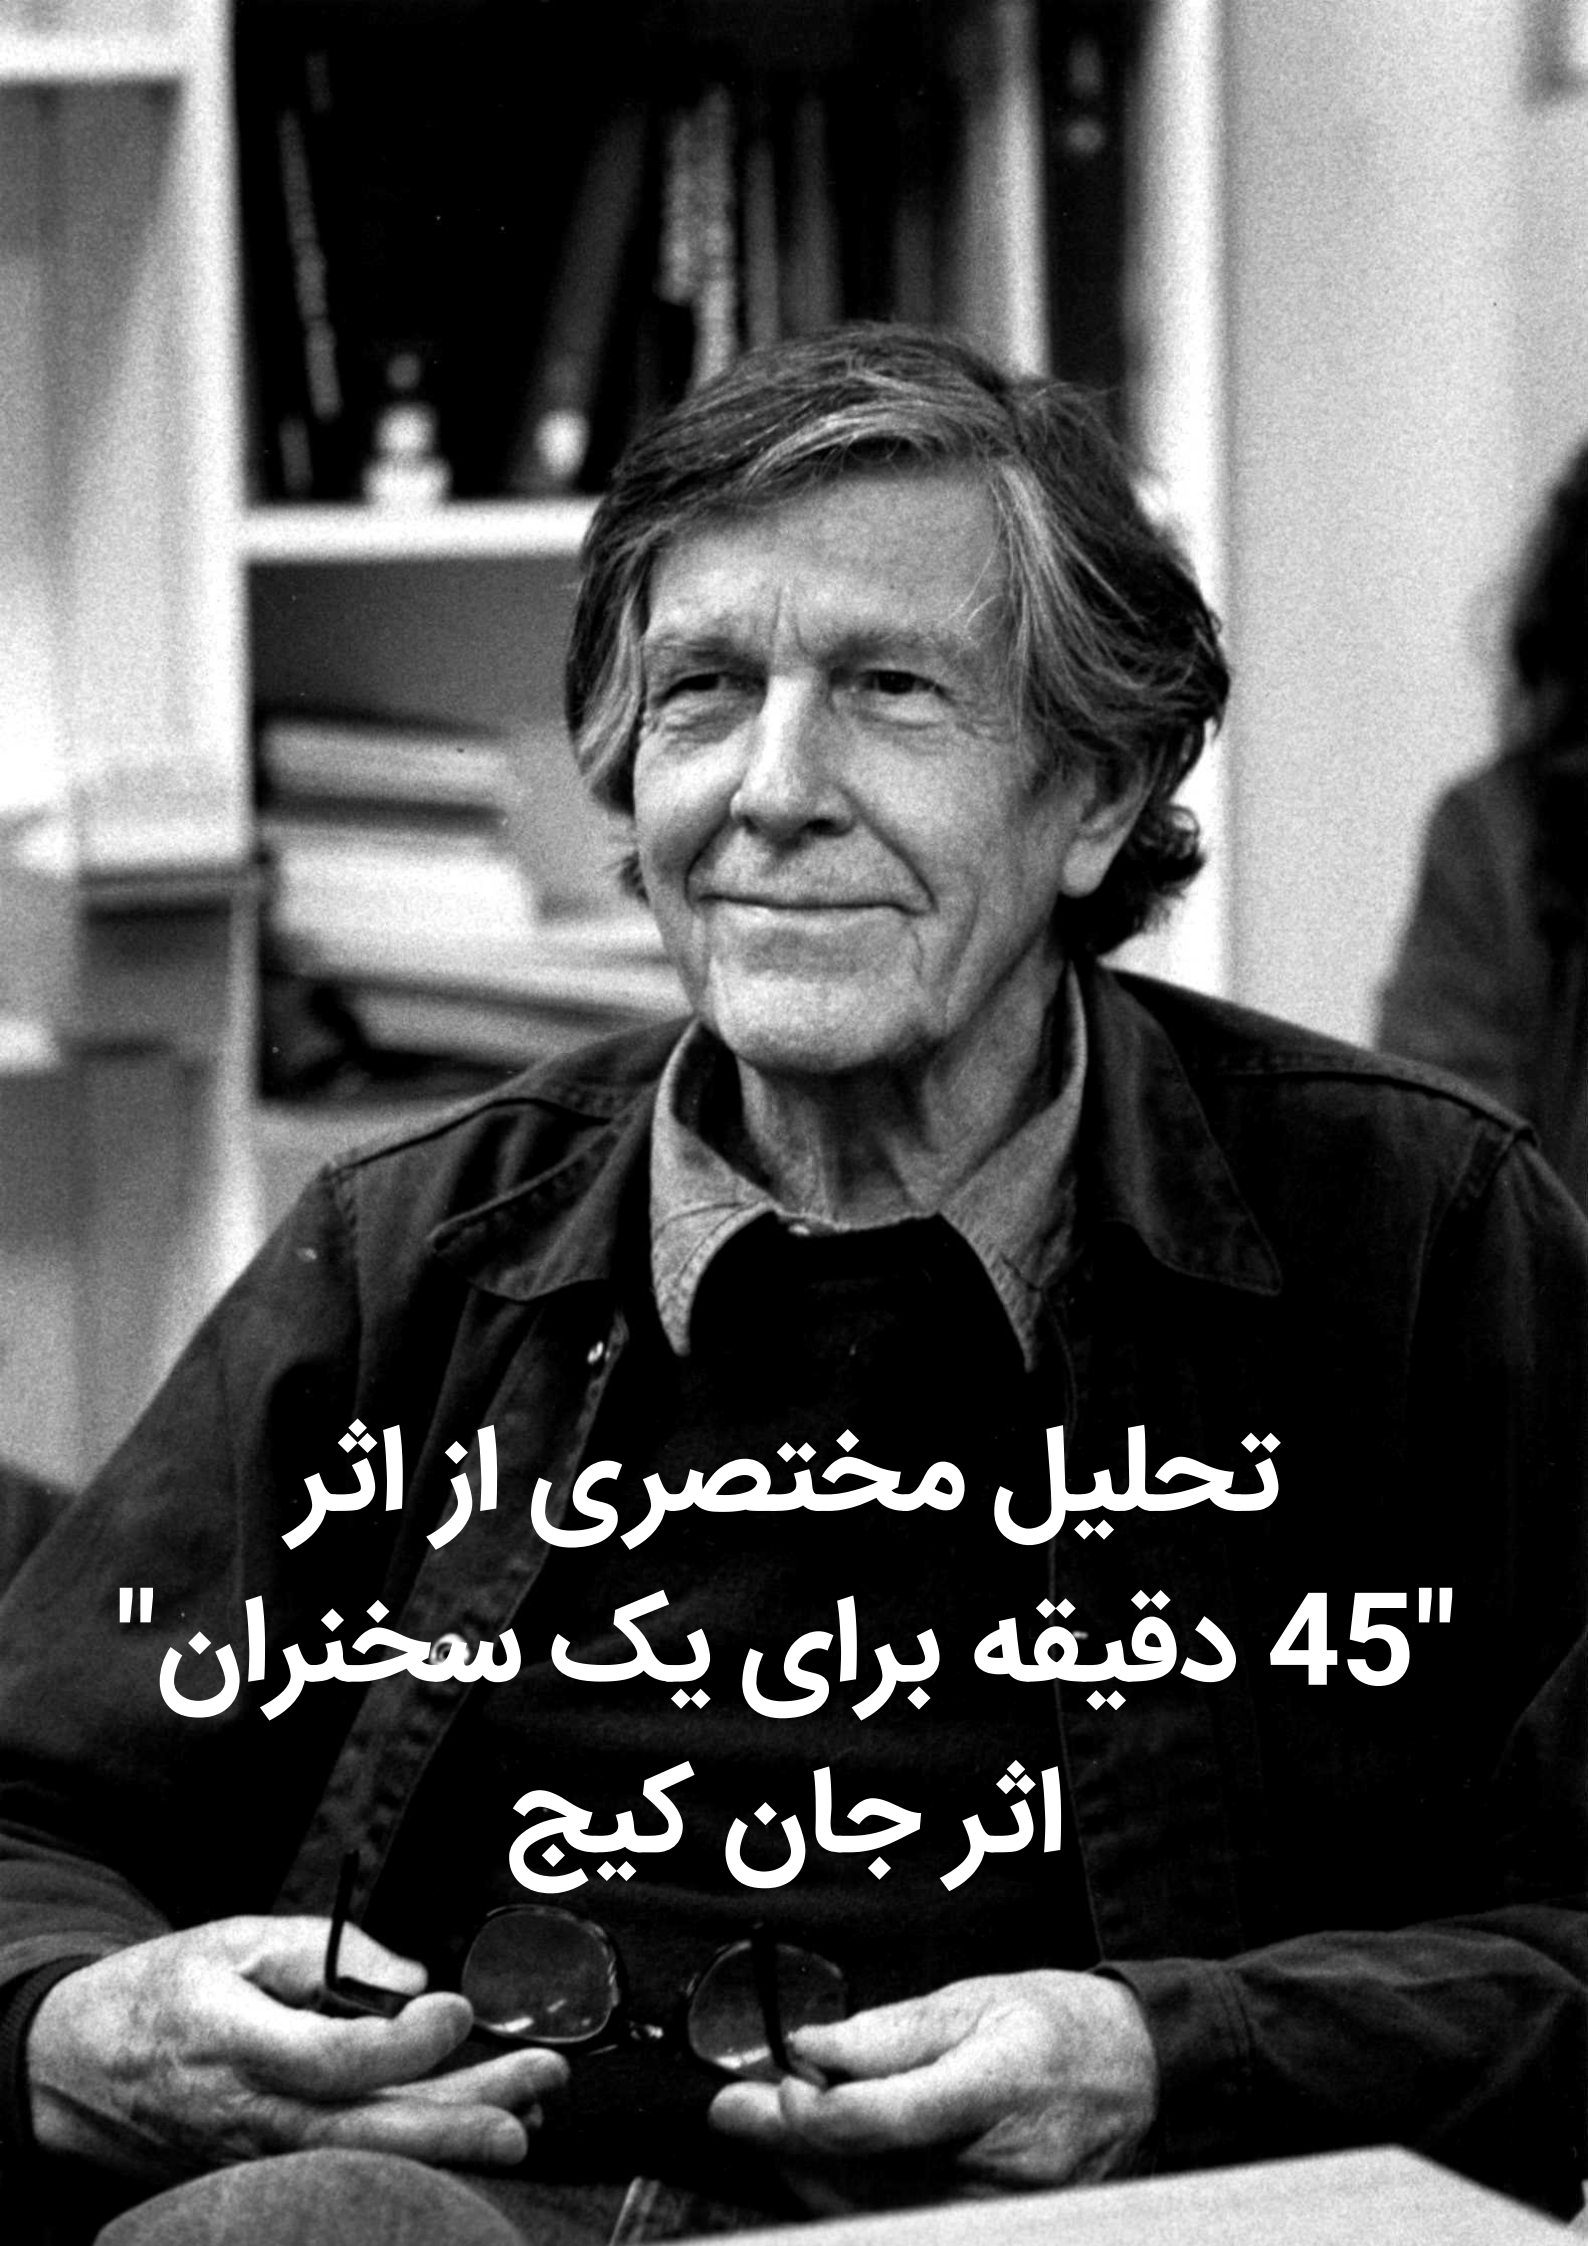 تحلیل مختصری از اثر
"45 دقیقه برای یک سخنران"
اثر جان کیج